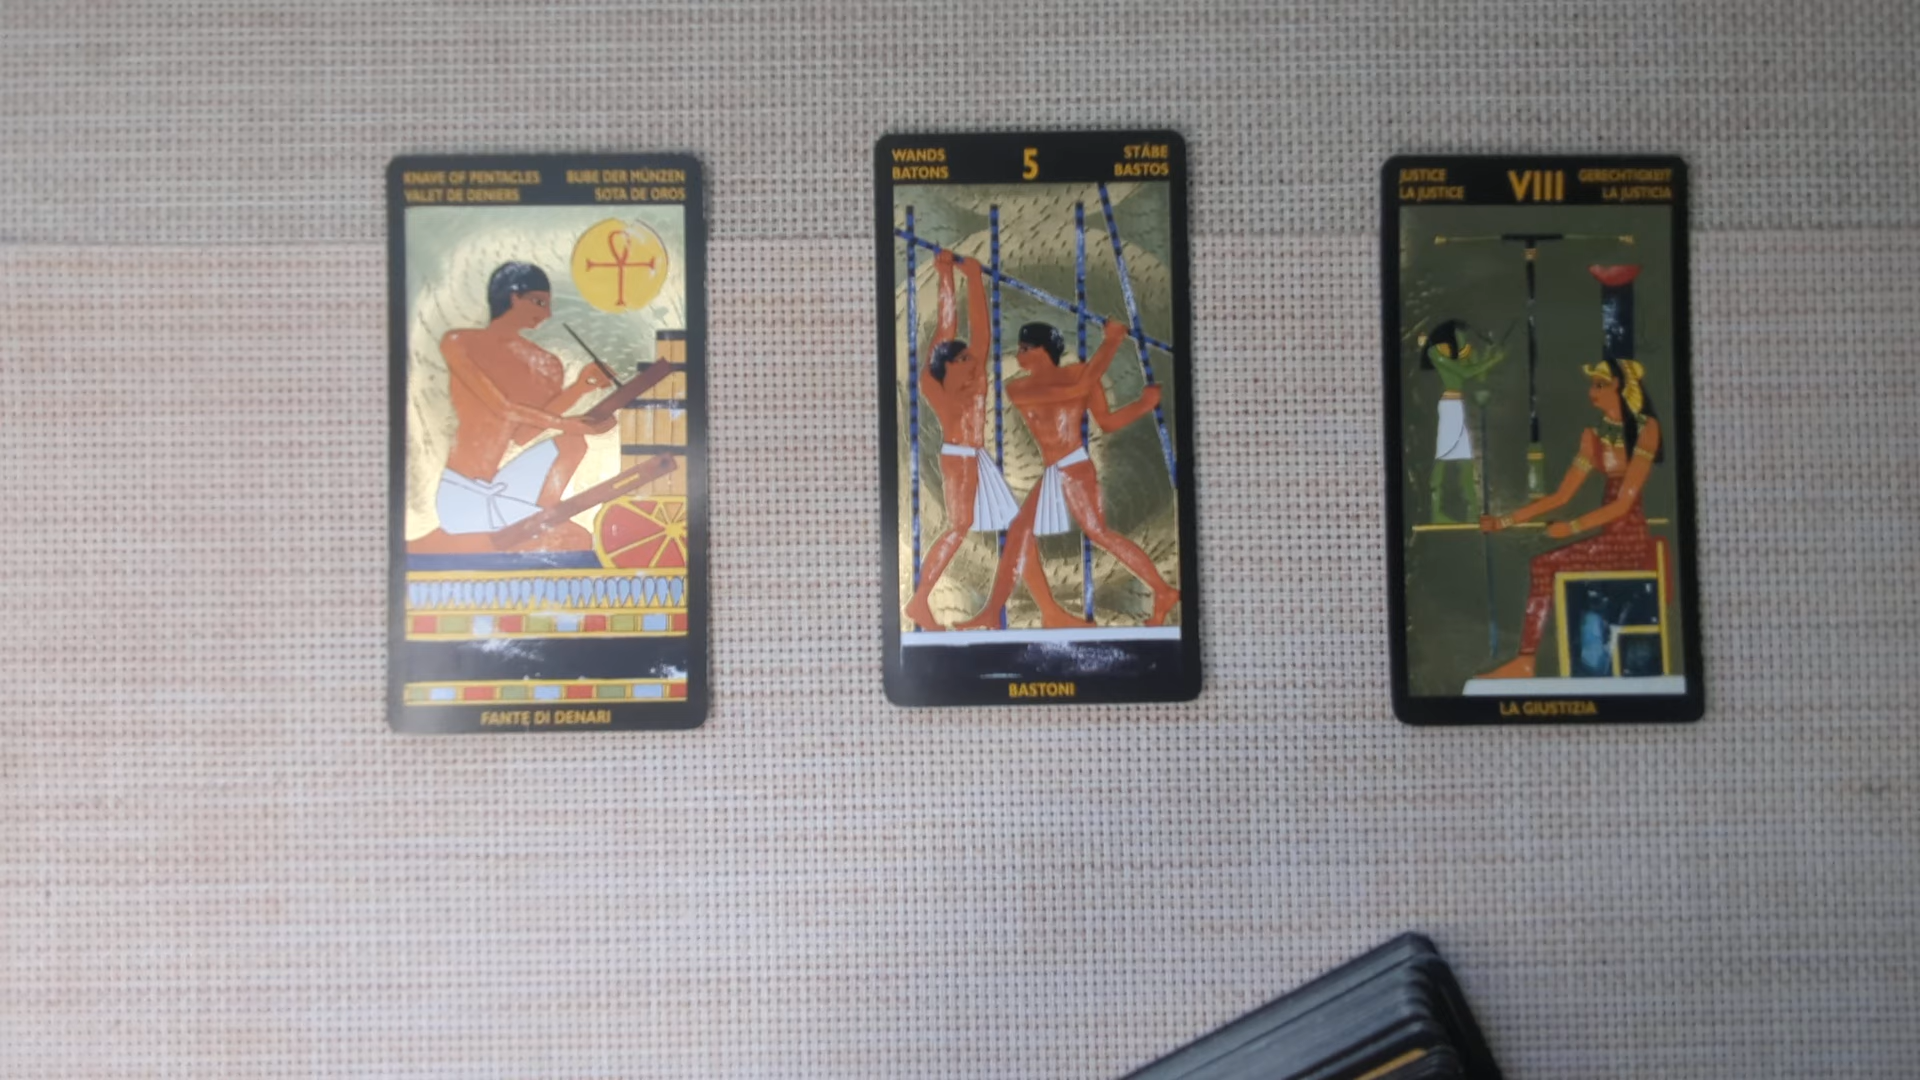 KNAVE OF PENTACLES
VALET DE DENIERS
BUBE DER MÜNZEN
SOTA DE OROS
FANTE DI DENARI
WANDS
BATONS
5
STÄBE
BASTOS
BASTONI
JUSTICE
LA JUSTICE
VIII
GERECHTIGKEIT
LA JUSTICIA
LA GIUSTIZIA